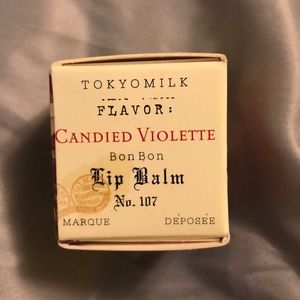 TOKYOMILK
FLAVOR:
CANDIED VIOLETTE
BonBon
Lip Balm
No. 107
MARQUE DÉPOSÉE